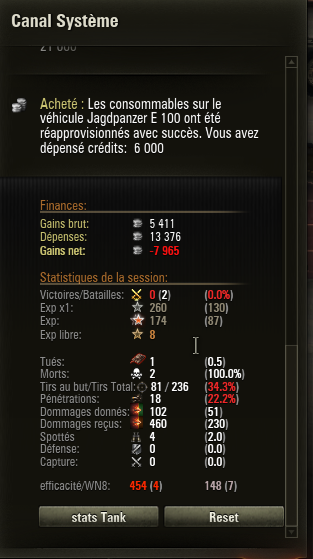 Canal Système
21 000
Acheté : Les consommables sur le
véhicule Jagdpanzer E 100 ont été
réapprovisionnés avec succès. Vous avez
dépensé crédits: 6 000
Finances:
Gains brut: 5 411
Dépenses: 13 376
Gains net: -7 965
Statistiques de la session:
Victoires/Batailles: 0 (2) (0.0%)
Exp x1: 260 (130)
Exp: 174 (87)
Exp libre: 8
Tués: 1 (0.5)
Morts: 2 (100.0%)
Tirs au but/Tirs Total: 81 / 236 (34.3%)
Pénétrations: 18 (22.2%)
Dommages donnés: 102 (51)
Dommages reçus: 460 (230)
Spottés 4 (2.0)
Défense: 0 (0.0)
Capture: 0 (0.0)
efficacité/WN8: 454 (4) 148 (7)
stats Tank Reset